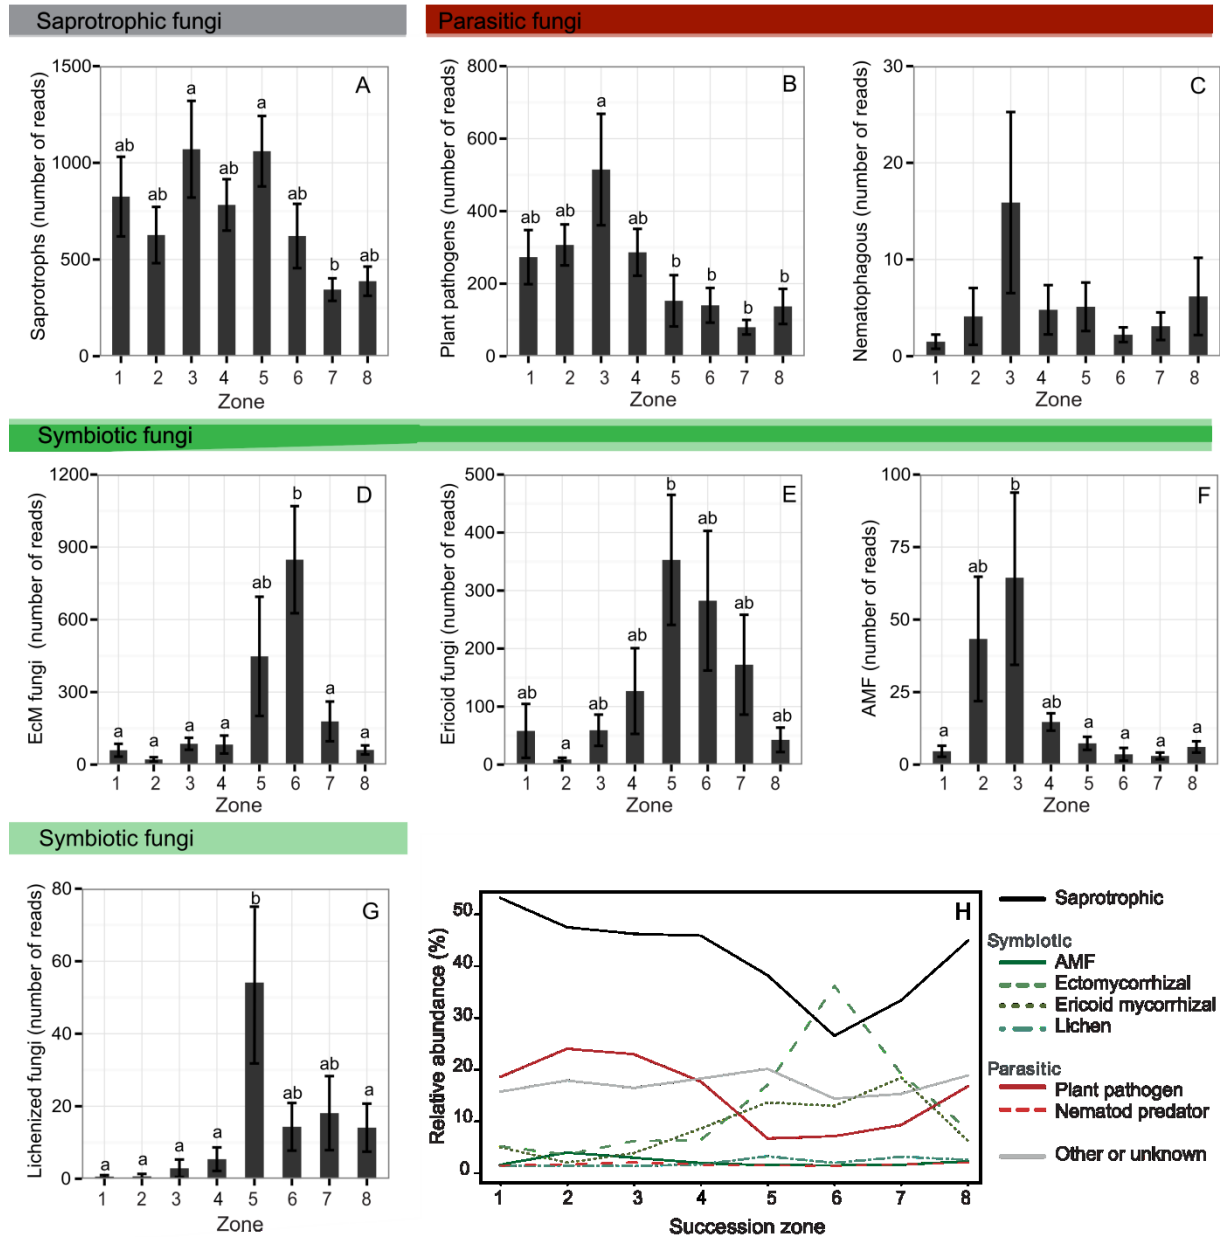 Saprotrophic fungi
Parasitic fungi
A
Saprotrophs (number of reads)
1500
1000
500
0
ab
ab
a
ab
a
ab
b
ab
1 2 3 4 5 6 7 8
Zone
B
Plant pathogens (number of reads)
800
600
400
200
0
ab
ab
a
ab
b
b
b
b
1 2 3 4 5 6 7 8
Zone
C
Nematophagous (number of reads)
30
20
10
0
1 2 3 4 5 6 7 8
Zone
Symbiotic fungi
D
EcM fungi (number of reads)
1200
900
600
300
0
a
a
a
a
ab
b
a
a
1 2 3 4 5 6 7 8
Zone
E
Ericoid fungi (number of reads)
500
400
300
200
100
0
ab
a
ab
ab
b
ab
ab
ab
1 2 3 4 5 6 7 8
Zone
F
AMF (number of reads)
100
75
50
25
0
a
ab
b
ab
a
a
a
a
1 2 3 4 5 6 7 8
Zone
Symbiotic fungi
G
Lichenized fungi (number of reads)
80
60
40
20
0
a
a
a
a
b
ab
ab
a
1 2 3 4 5 6 7 8
Zone
H
Relative abundance (%)
50
40
30
20
10
0
1 2 3 4 5 6 7 8
Succession zone
Saprotrophic
Symbiotic
AMF
Ectomycorrhizal
Ericoid mycorrhizal
Lichen
Parasitic
Plant pathogen
Nematod predator
Other or unknown